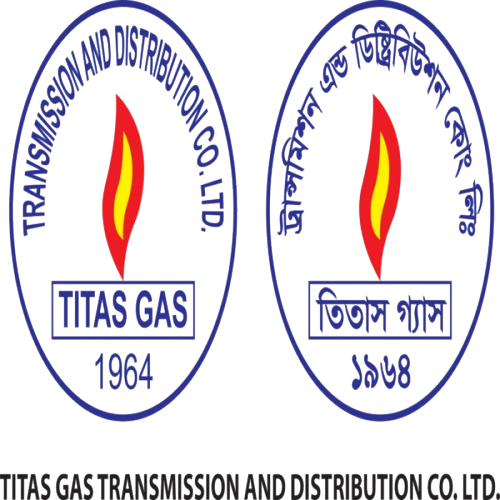 TRANSMISSION AND DISTRIBUTION CO. LTD.
TITAS GAS
1964
ট্রান্সমিশন এন্ড ডিষ্ট্রিবিউশন কোং লিঃ
তিতাস গ্যাস
১৯৬৪
TITAS GAS TRANSMISSION AND DISTRIBUTION CO. LTD.